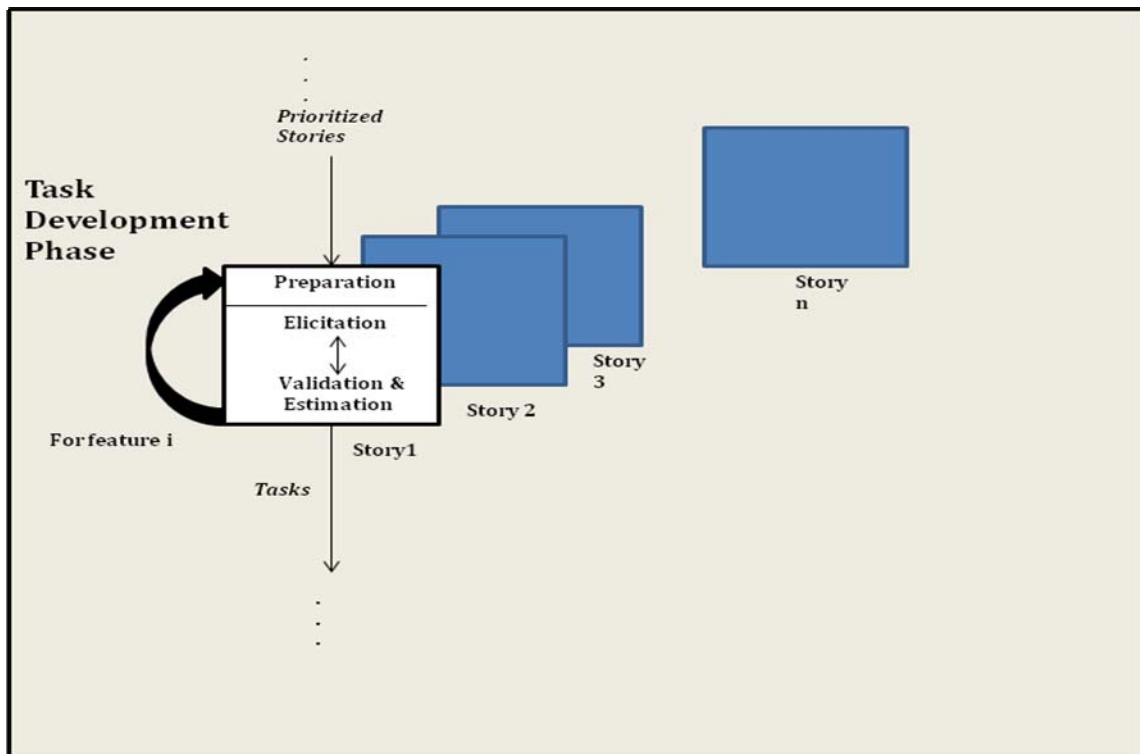 .
.
.
Prioritized
Stories
Task
Development
Phase
Preparation
Elicitation
Validation &
Estimation
Story
n
Story
3
Story 2
For feature i
Story1
Tasks
.
.
.